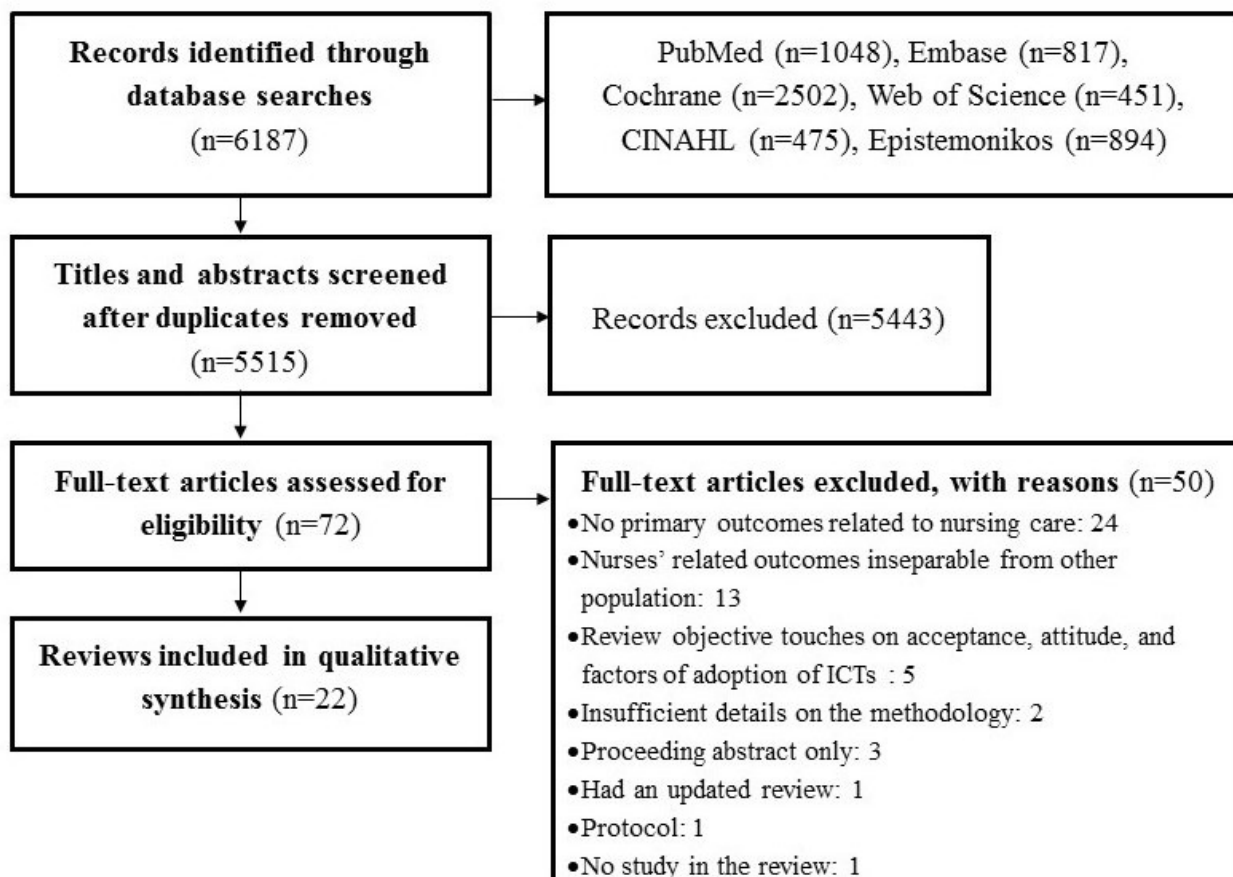 Records identified through
database searches
(n=6187)
PubMed (n=1048), Embase (n=817),
Cochrane (n=2502), Web of Science (n=451),
CINAHL (n=475), Epistemonikos (n=894)
Titles and abstracts screened
after duplicates removed
(n=5515)
Records excluded (n=5443)
Full-text articles assessed for
eligibility (n=72)
Full-text articles excluded, with reasons (n=50)
•No primary outcomes related to nursing care: 24
•Nurses’ related outcomes inseparable from other
population: 13
•Review objective touches on acceptance, attitude, and
factors of adoption of ICTs : 5
•Insufficient details on the methodology: 2
•Proceeding abstract only: 3
•Had an updated review: 1
•Protocol: 1
•No study in the review: 1
Reviews included in qualitative
synthesis (n=22)